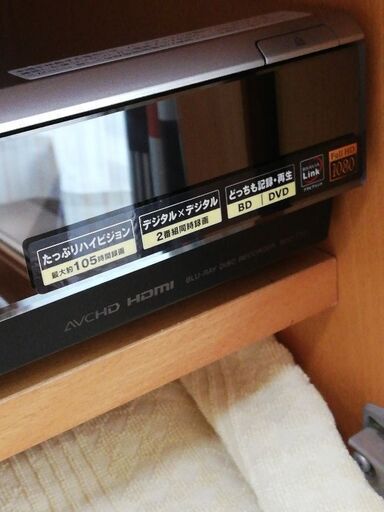 たっぷりハイビジョン
最大約105時間録画
デジタル×デジタル
2番組同時録画
どっちも記録・再生
BD DVD
Link
Full HD
1080
AVCHD HDMI BLU-RAY DISC RECORDER